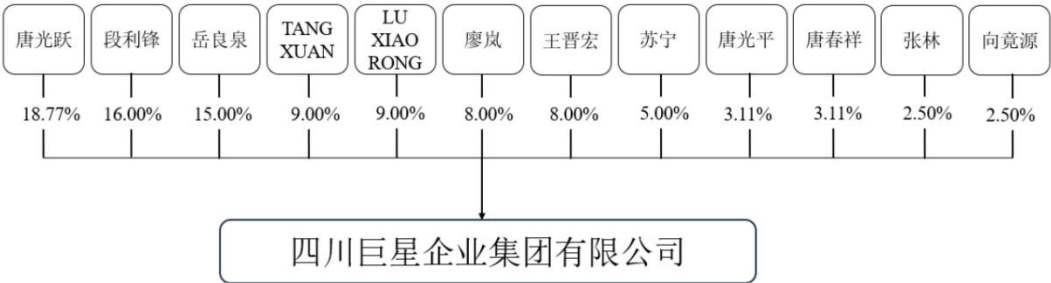 唐光跃
段利锋
岳良泉
TANG
XUAN
LU
XIAO
RONG
廖岚
王晋宏
苏宁
唐光平
唐春祥
张林
向竟源
18.77%
16.00%
15.00%
9.00%
9.00%
8.00%
8.00%
5.00%
3.11%
3.11%
2.50%
2.50%
四川巨星企业集团有限公司